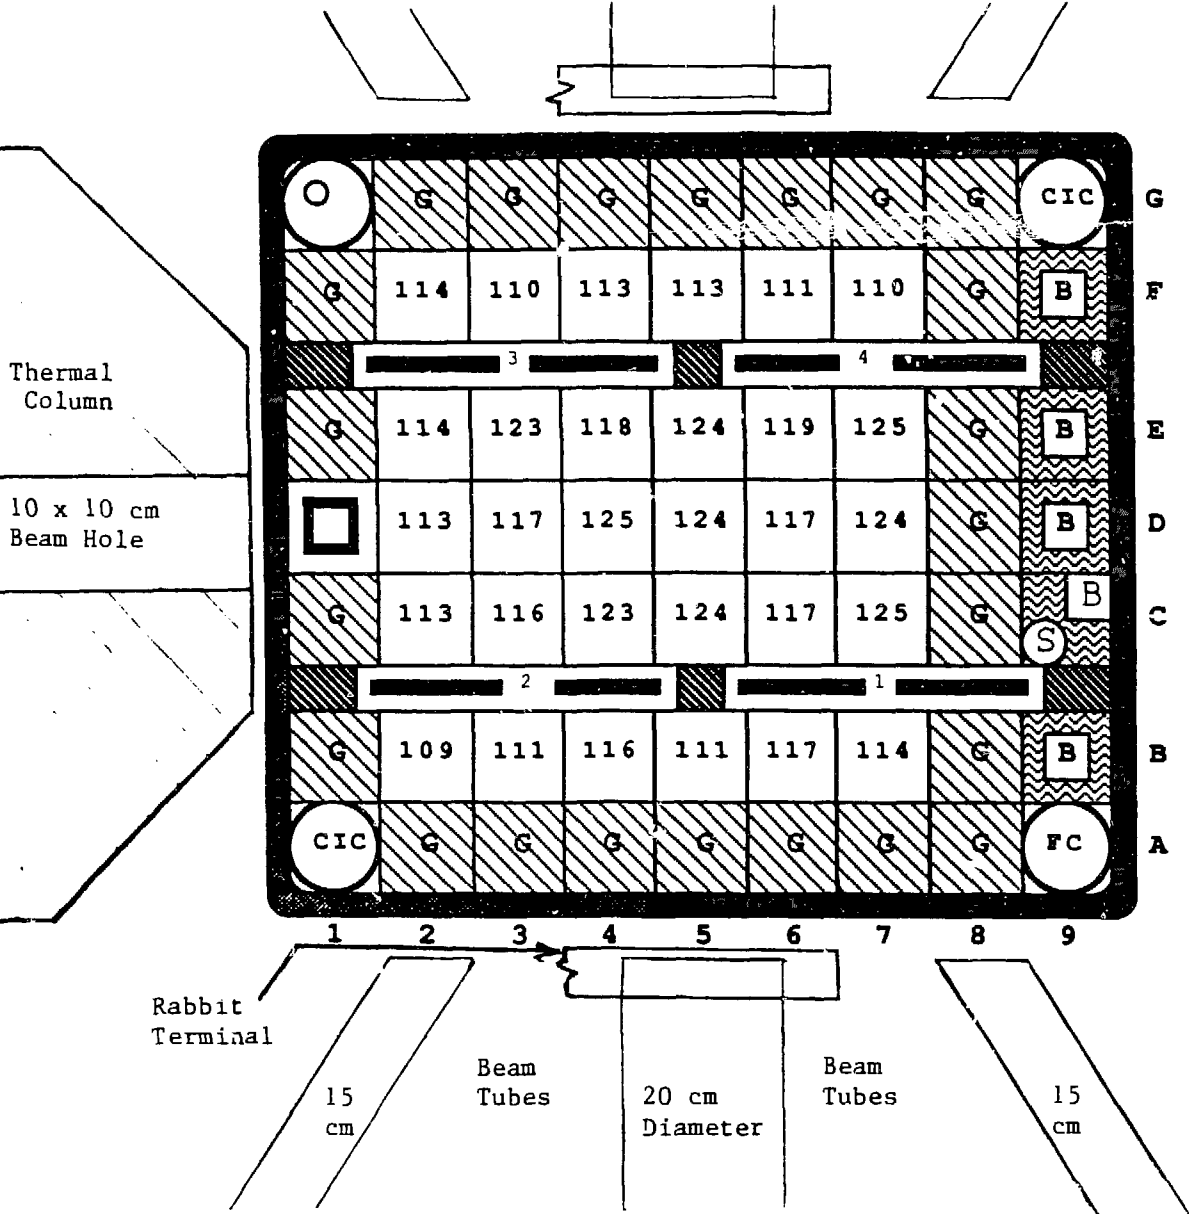 G G G G G G G CIC G
G 114 110 113 113 111 110 G B F
3 4
Thermal
Column
G 114 123 118 124 119 125 G B E
10 x 10 cm
Beam Hole
113 117 125 124 117 124 G B D
G 113 116 123 124 117 125 G B C
S
2 1
G 109 111 116 111 117 114 G B B
CIC G G G G G G G FC A
1 2 3 4 5 6 7 8 9
Rabbit
Terminal
15
cm
Beam
Tubes
20 cm
Diameter
Beam
Tubes
15
cm